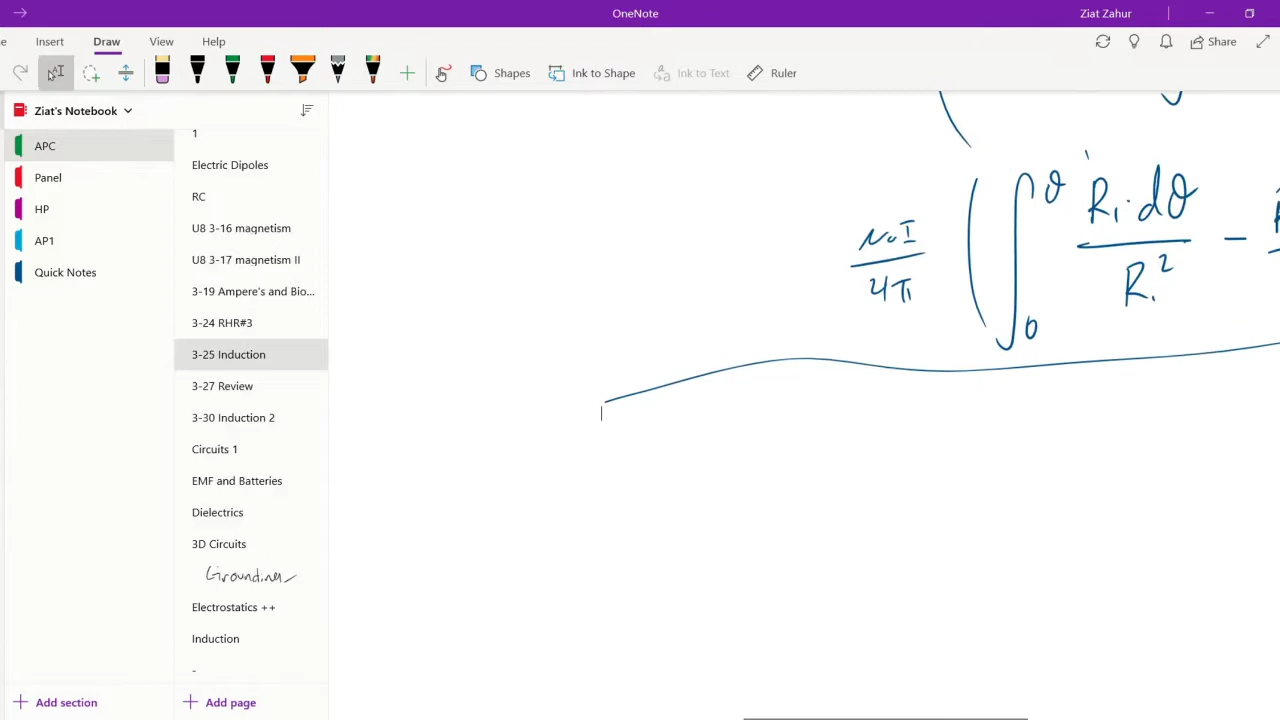 OneNote
Ziat Zahur
Insert
Draw
View
Help
Share
Shapes
Ink to Shape
Ink to Text
Ruler
Ziat's Notebook
APC
Panel
HP
AP1
Quick Notes
1
Electric Dipoles
RC
U8 3-16 magnetism
U8 3-17 magnetism II
3-19 Ampere's and Bio...
3-24 RHR#3
3-25 Induction
3-27 Review
3-30 Induction 2
Circuits 1
EMF and Batteries
Dielectrics
3D Circuits
Grounding
Electrostatics ++
Induction
-
Add section
Add page
μ₀I / 4π ( ∫₀^θ R₁·dθ / R₁² -